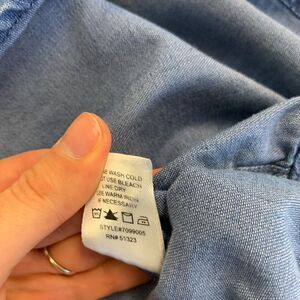 WASH COLD
USE BLEACH
LINE DRY
WARM IRON
IF NECESSARY
STYLE#7099005
RN# 51323